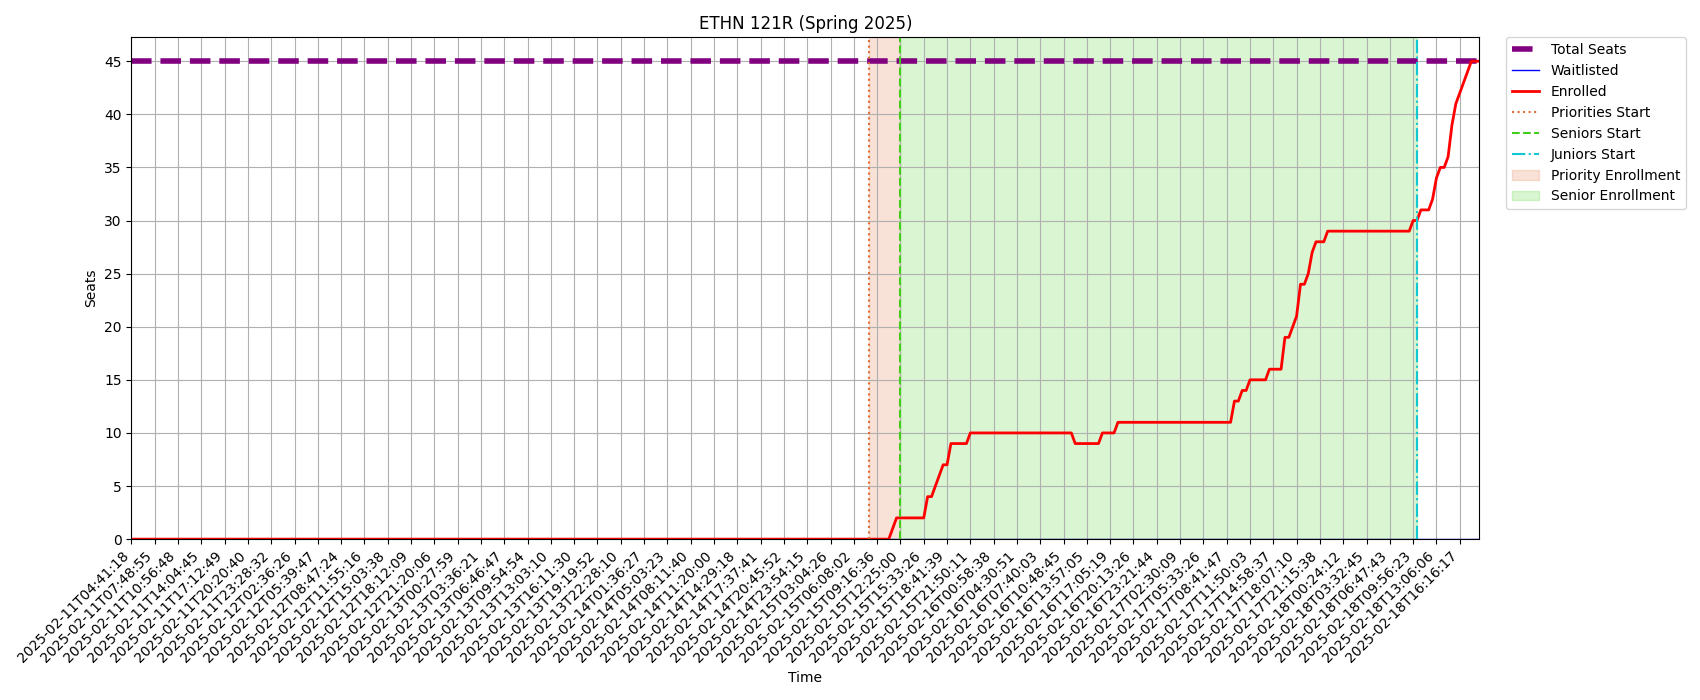 ETHN 121R (Spring 2025)
Total Seats
Waitlisted
Enrolled
Priorities Start
Seniors Start
Juniors Start
Priority Enrollment
Senior Enrollment
Seats
45
40
35
30
25
20
15
10
5
0
2025-02-11T04:41:18
2025-02-11T07:48:55
2025-02-11T10:56:48
2025-02-11T14:04:45
2025-02-11T17:12:49
2025-02-11T20:20:40
2025-02-11T23:28:32
2025-02-12T02:36:26
2025-02-12T05:39:47
2025-02-12T08:47:24
2025-02-12T11:55:16
2025-02-12T15:03:38
2025-02-12T18:12:09
2025-02-12T21:20:06
2025-02-13T00:27:59
2025-02-13T03:36:21
2025-02-13T06:46:47
2025-02-13T09:54:54
2025-02-13T13:03:10
2025-02-13T16:11:30
2025-02-13T19:19:52
2025-02-13T22:28:10
2025-02-14T01:36:27
2025-02-14T05:03:23
2025-02-14T08:11:40
2025-02-14T11:20:00
2025-02-14T14:29:18
2025-02-14T17:37:41
2025-02-14T20:45:52
2025-02-14T23:54:15
2025-02-15T03:04:26
2025-02-15T06:08:02
2025-02-15T09:16:36
2025-02-15T12:25:00
2025-02-15T15:33:26
2025-02-15T18:41:39
2025-02-15T21:50:11
2025-02-16T00:58:38
2025-02-16T04:30:51
2025-02-16T07:40:03
2025-02-16T10:48:45
2025-02-16T13:57:05
2025-02-16T17:05:19
2025-02-16T20:13:26
2025-02-16T23:21:44
2025-02-17T02:30:09
2025-02-17T05:33:26
2025-02-17T08:41:47
2025-02-17T11:50:03
2025-02-17T14:58:37
2025-02-17T18:07:10
2025-02-17T21:15:38
2025-02-18T00:24:12
2025-02-18T03:32:45
2025-02-18T06:47:43
2025-02-18T09:56:23
2025-02-18T13:06:06
2025-02-18T16:16:17
Time